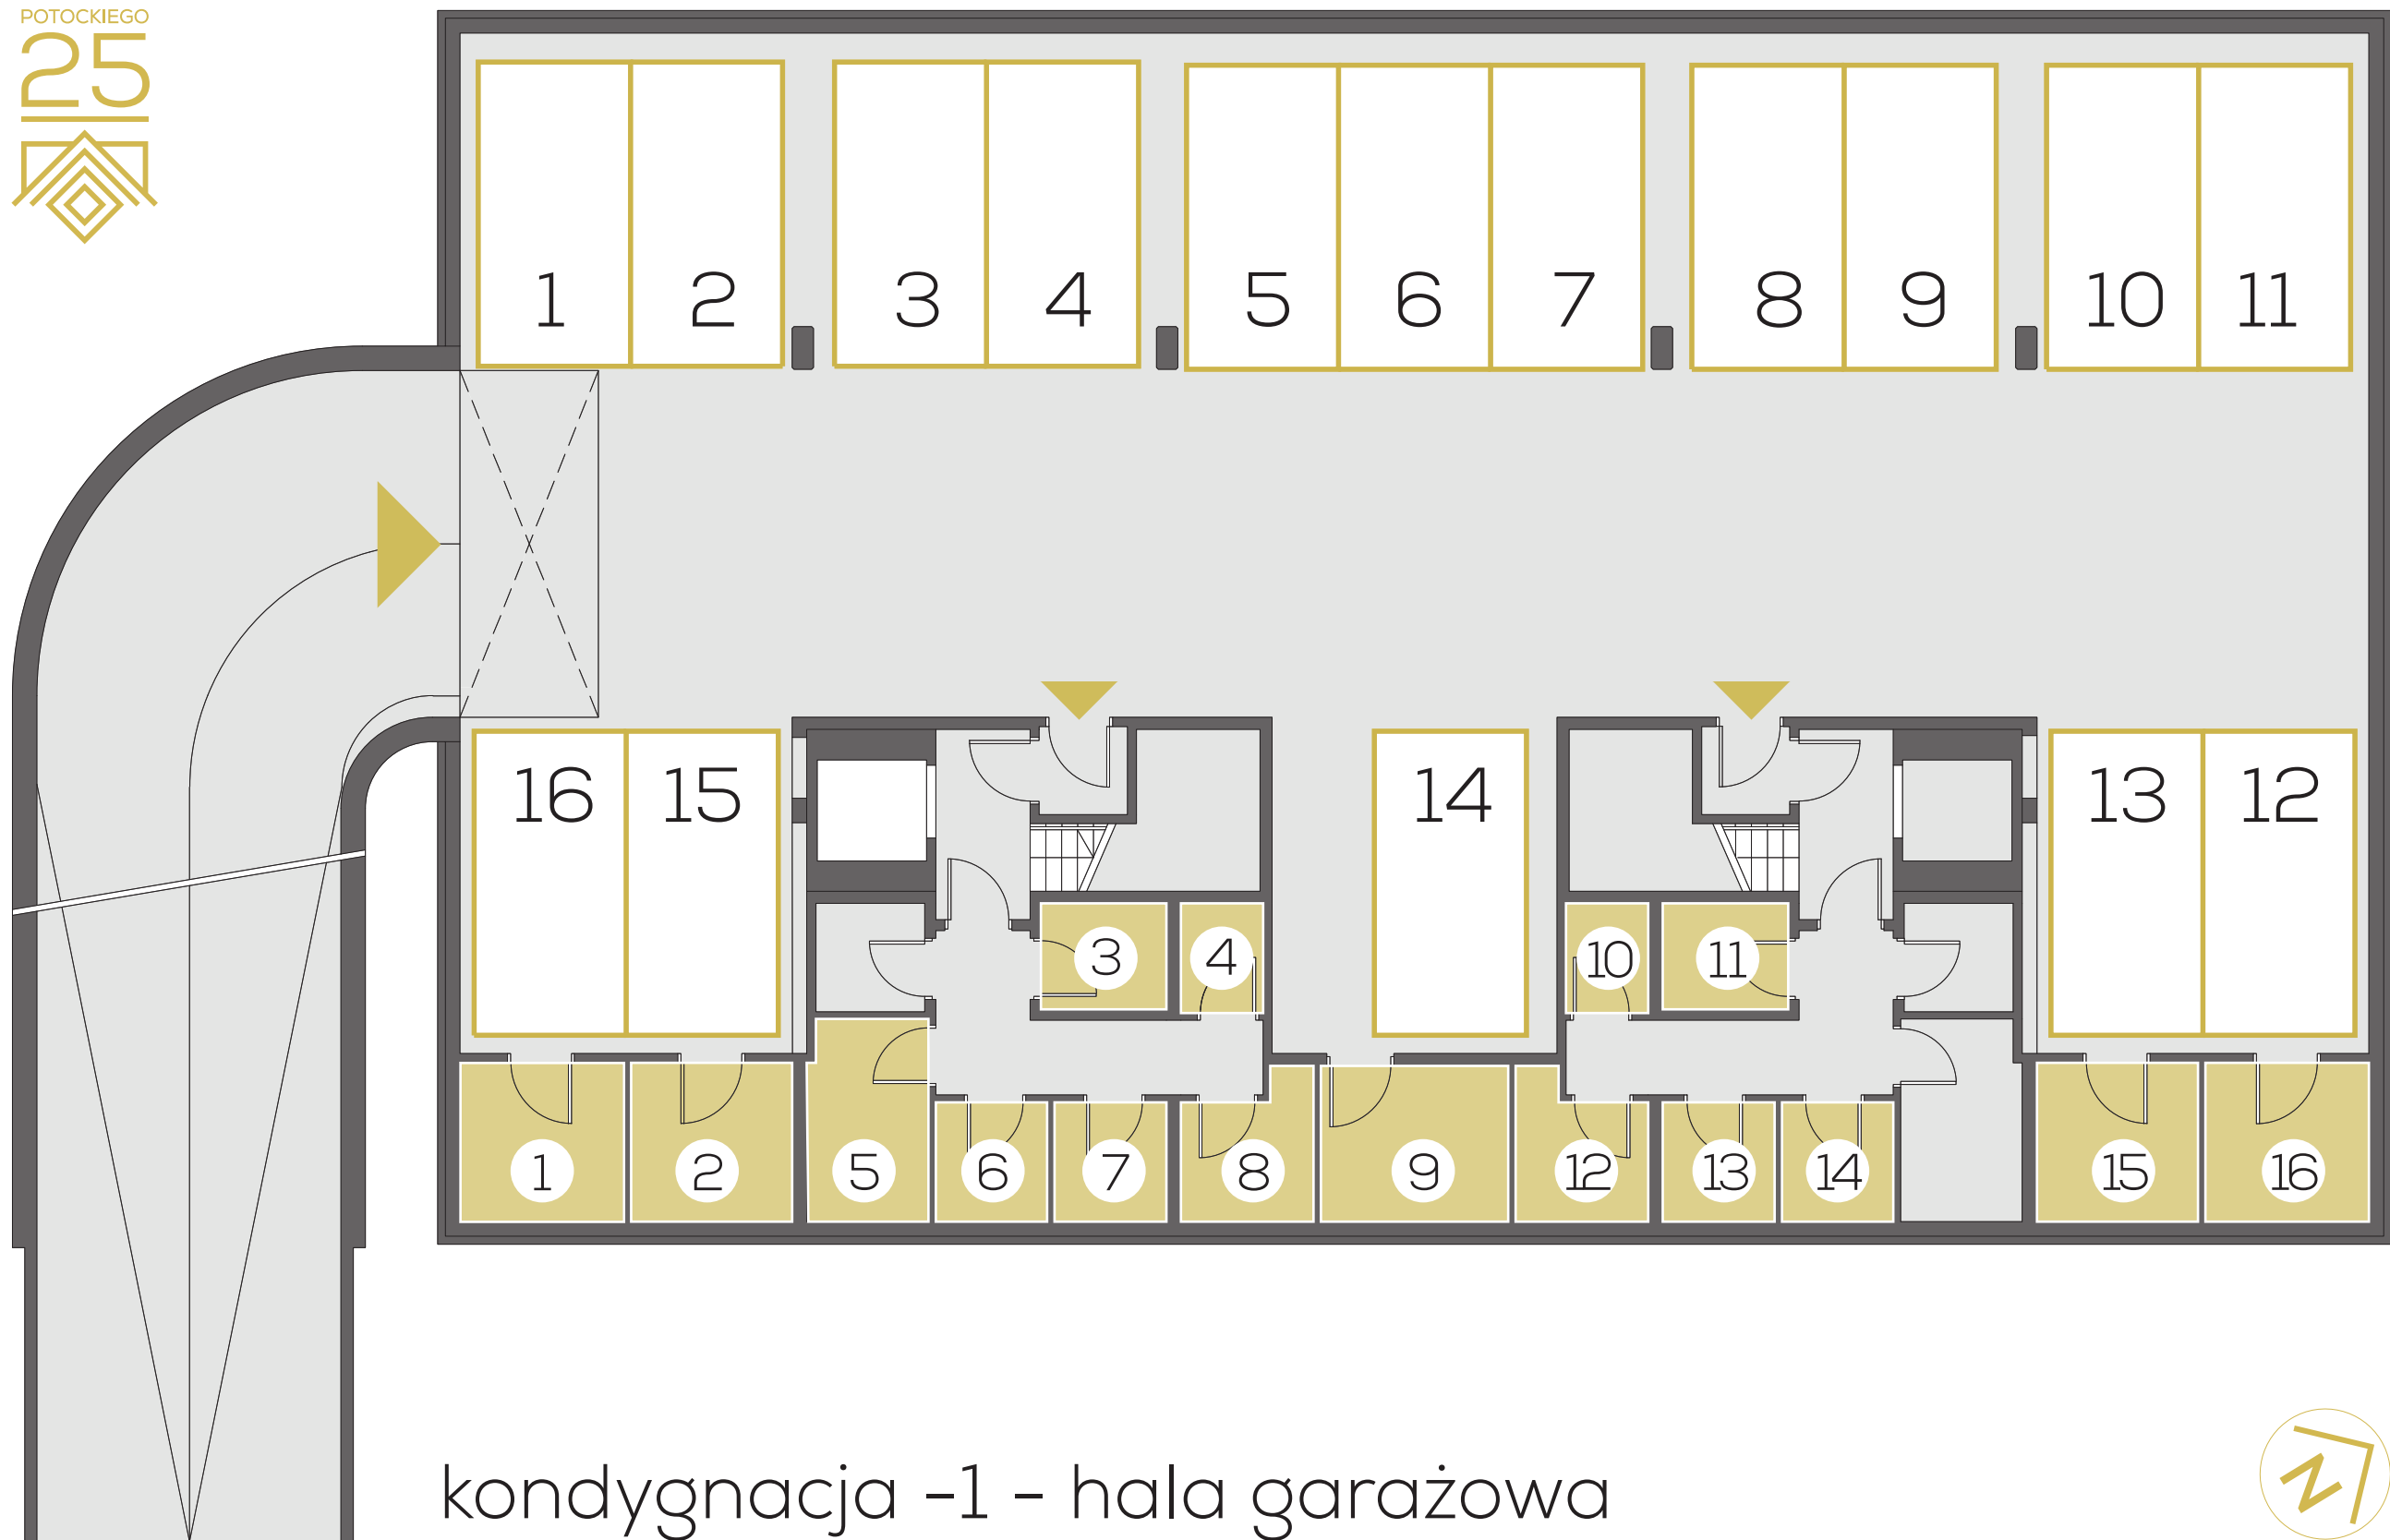 POTOCKIEGO
25
1 2 3 4 5 6 7 8 9 10 11
16 15 14 13 12
3 4 10 11
1 2 5 6 7 8 9 12 13 14 15 16
kondygnacja -1 - hala garażowa
N